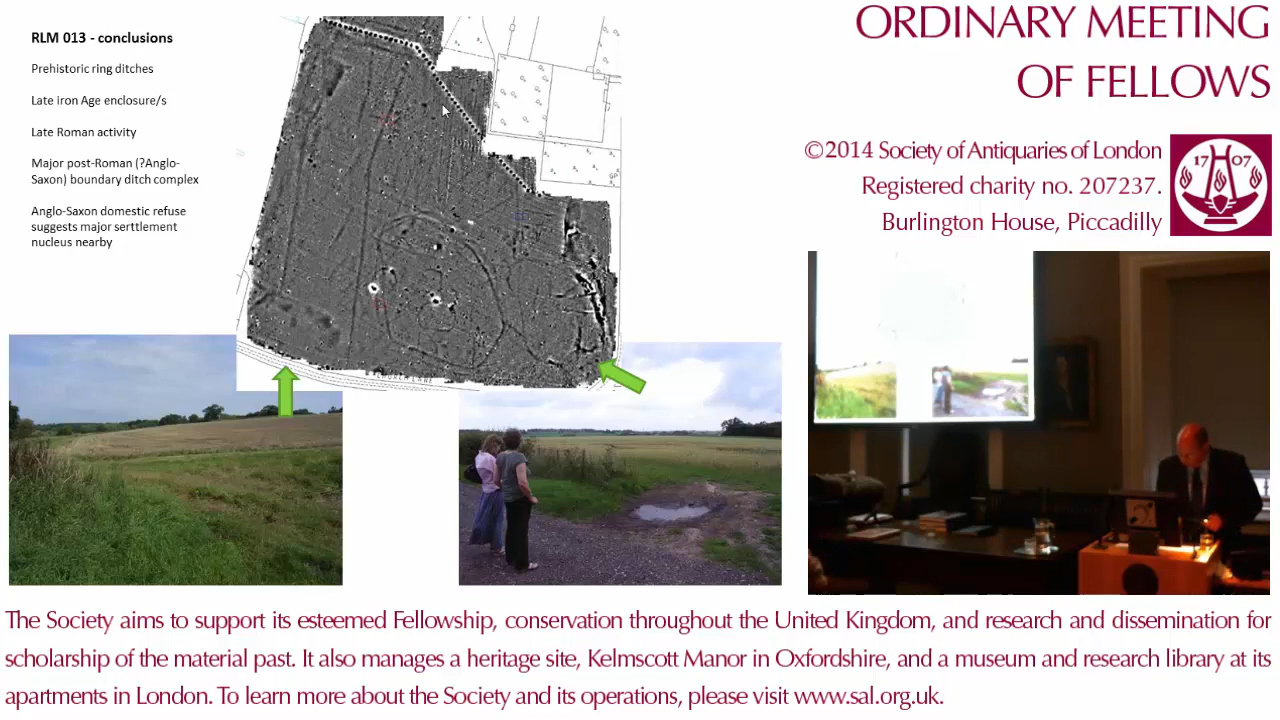 RLM 013 - conclusions
Prehistoric ring ditches
Late iron Age enclosure/s
Late Roman activity
Major post-Roman (?Anglo-
Saxon) boundary ditch complex
Anglo-Saxon domestic refuse
suggests major serttlement
nucleus nearby
GP
ORDINARY MEETING
OF FELLOWS
©2014 Society of Antiquaries of London
Registered charity no. 207237.
Burlington House, Piccadilly
17 07
The Society aims to support its esteemed Fellowship, conservation throughout the United Kingdom, and research and dissemination for
scholarship of the material past. It also manages a heritage site, Kelmscott Manor in Oxfordshire, and a museum and research library at its
apartments in London. To learn more about the Society and its operations, please visit www.sal.org.uk.